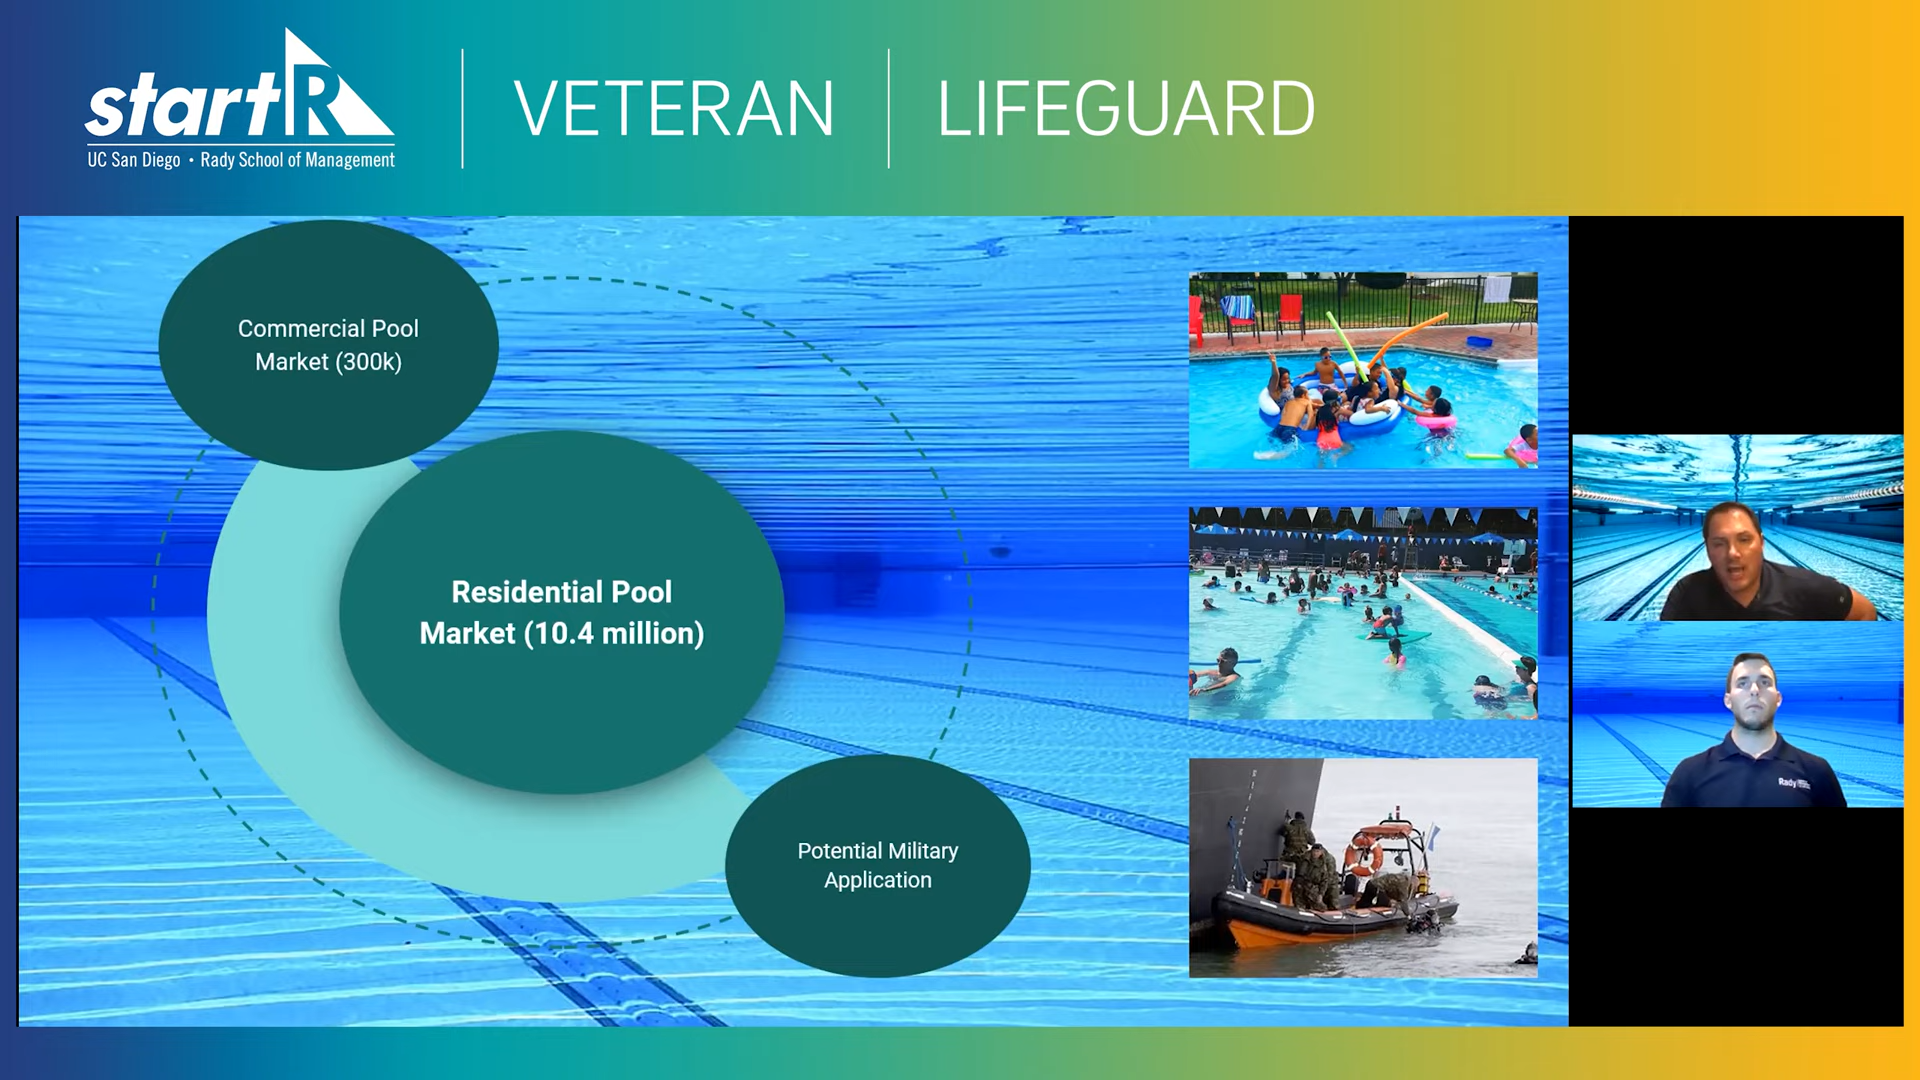 startR
UC San Diego • Rady School of Management
VETERAN
LIFEGUARD
Commercial Pool
Market (300k)
Residential Pool
Market (10.4 million)
Potential Military
Application
Rady